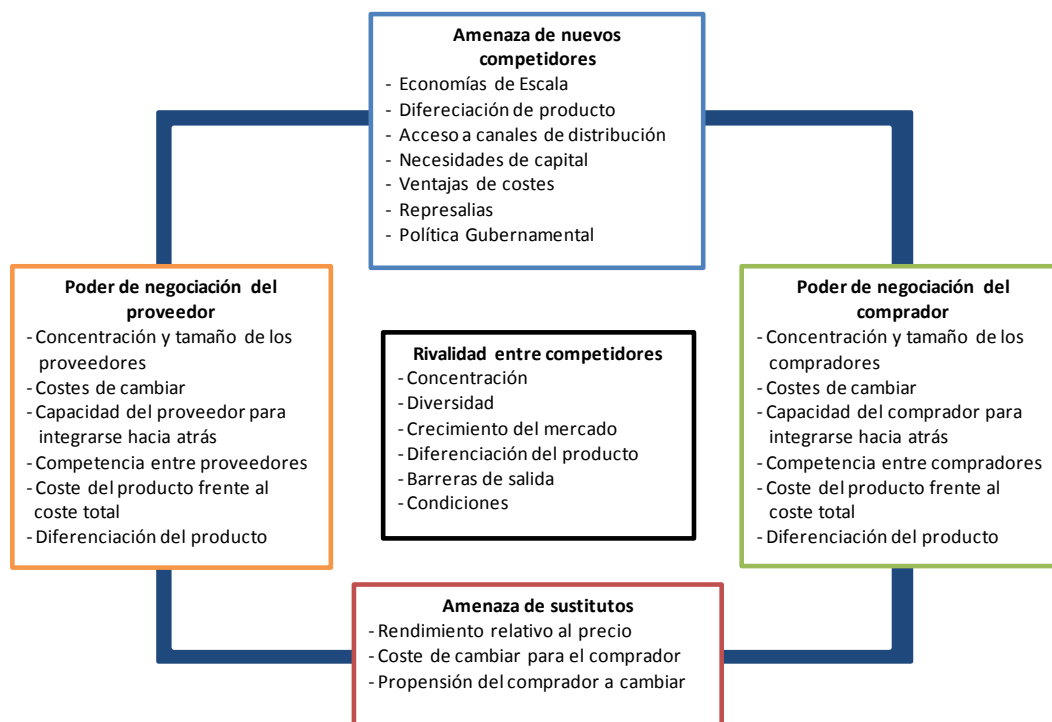 Amenaza de nuevos
competidores
- Economías de Escala
- Difereciación de producto
- Acceso a canales de distribución
- Necesidades de capital
- Ventajas de costes
- Represalias
- Política Gubernamental
Poder de negociación del
proveedor
- Concentración y tamaño de los
proveedores
- Costes de cambiar
- Capacidad del proveedor para
integrarse hacia atrás
- Competencia entre proveedores
- Coste del producto frente al
coste total
- Diferenciación del producto
Rivalidad entre competidores
- Concentración
- Diversidad
- Crecimiento del mercado
- Diferenciación del producto
- Barreras de salida
- Condiciones
Poder de negociación del
comprador
- Concentración y tamaño de los
compradores
- Costes de cambiar
- Capacidad del comprador para
integrarse hacia atrás
- Competencia entre compradores
- Coste del producto frente al
coste total
- Diferenciación del producto
Amenaza de sustitutos
- Rendimiento relativo al precio
- Coste de cambiar para el comprador
- Propensión del comprador a cambiar